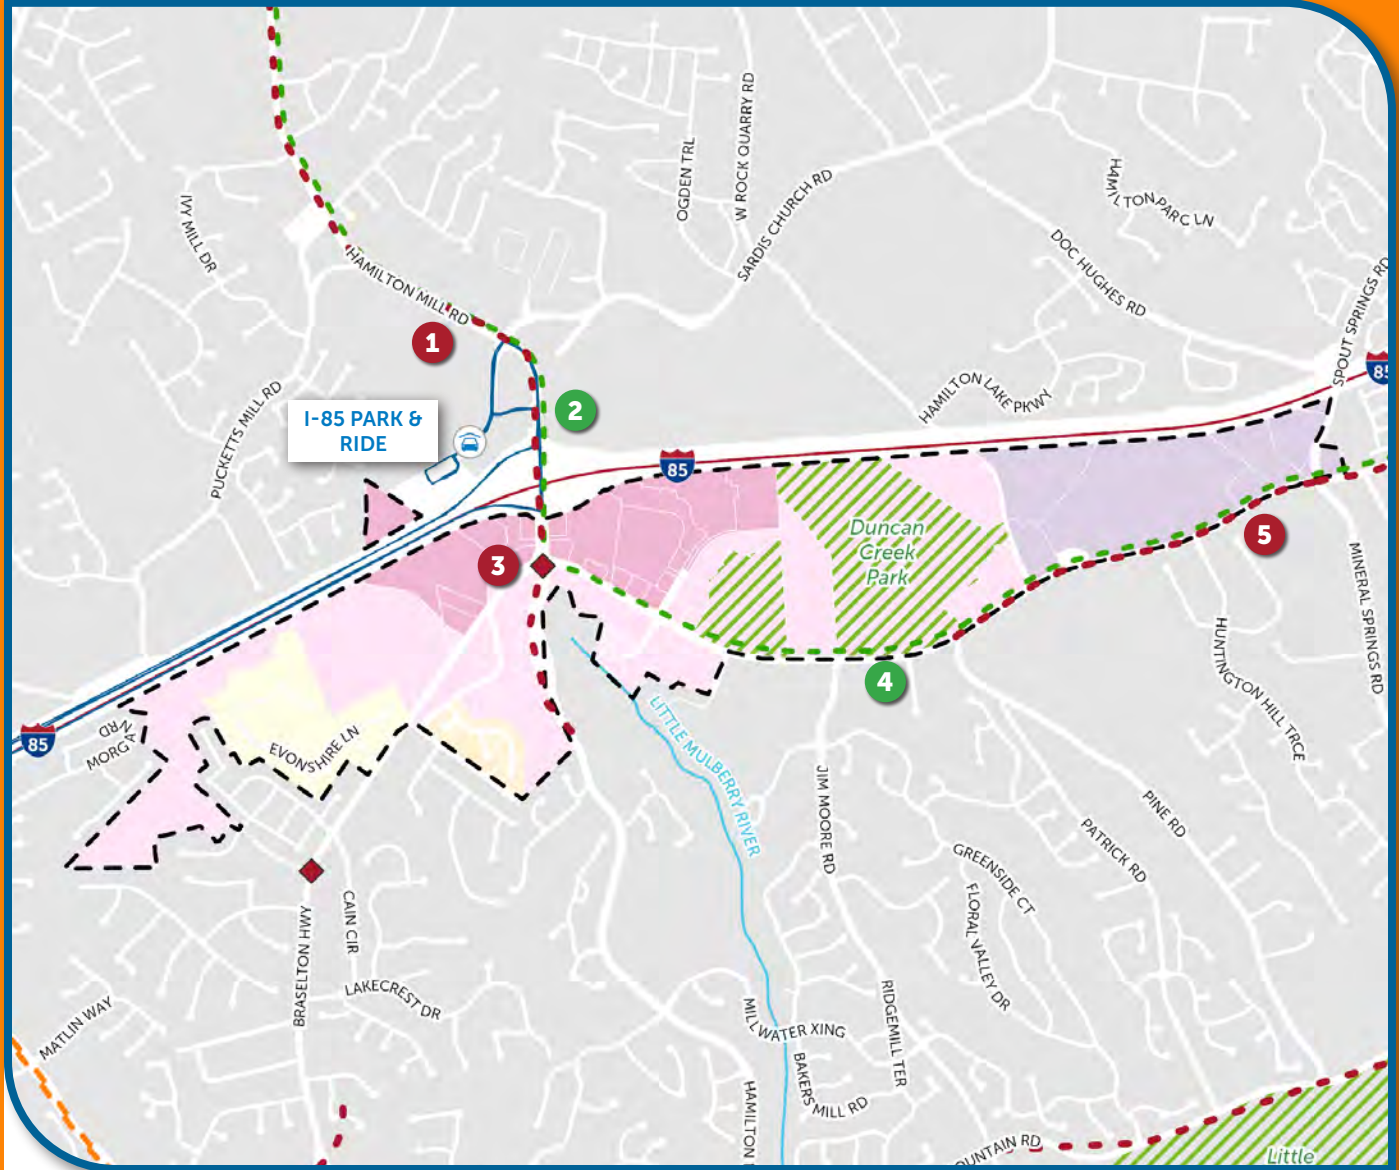 OGDEN TRL
W ROCK QUARRY RD
SARDIS CHURCH RD
HAMILTON PARC LN
IVY MILL DR
DOC HUGHES RD
SPOUT SPRINGS RD
HAMILTON MILL RD
1
2
I-85 PARK &
RIDE
PUCKETTS MILL RD
HAMILTON LAKE PKWY
85
85
Duncan
Creek
Park
3
5
4
MINERAL SPRINGS RD
HUNTINGTON HILL TRCE
LITTLE MULBERRY RIVER
85
MORGAN RD
EVONSHIRE LN
JIM MOORE RD
PINE RD
PATRICK RD
GREENSIDE CT
FLORAL VALLEY DR
BRASELTON HWY
CAIN CIR
LAKECREST DR
MATLIN WAY
MILLWATER XING
RIDGEMILL TER
BAKERS MILL RD
HAMILTON
OUNTAIN RD
Little